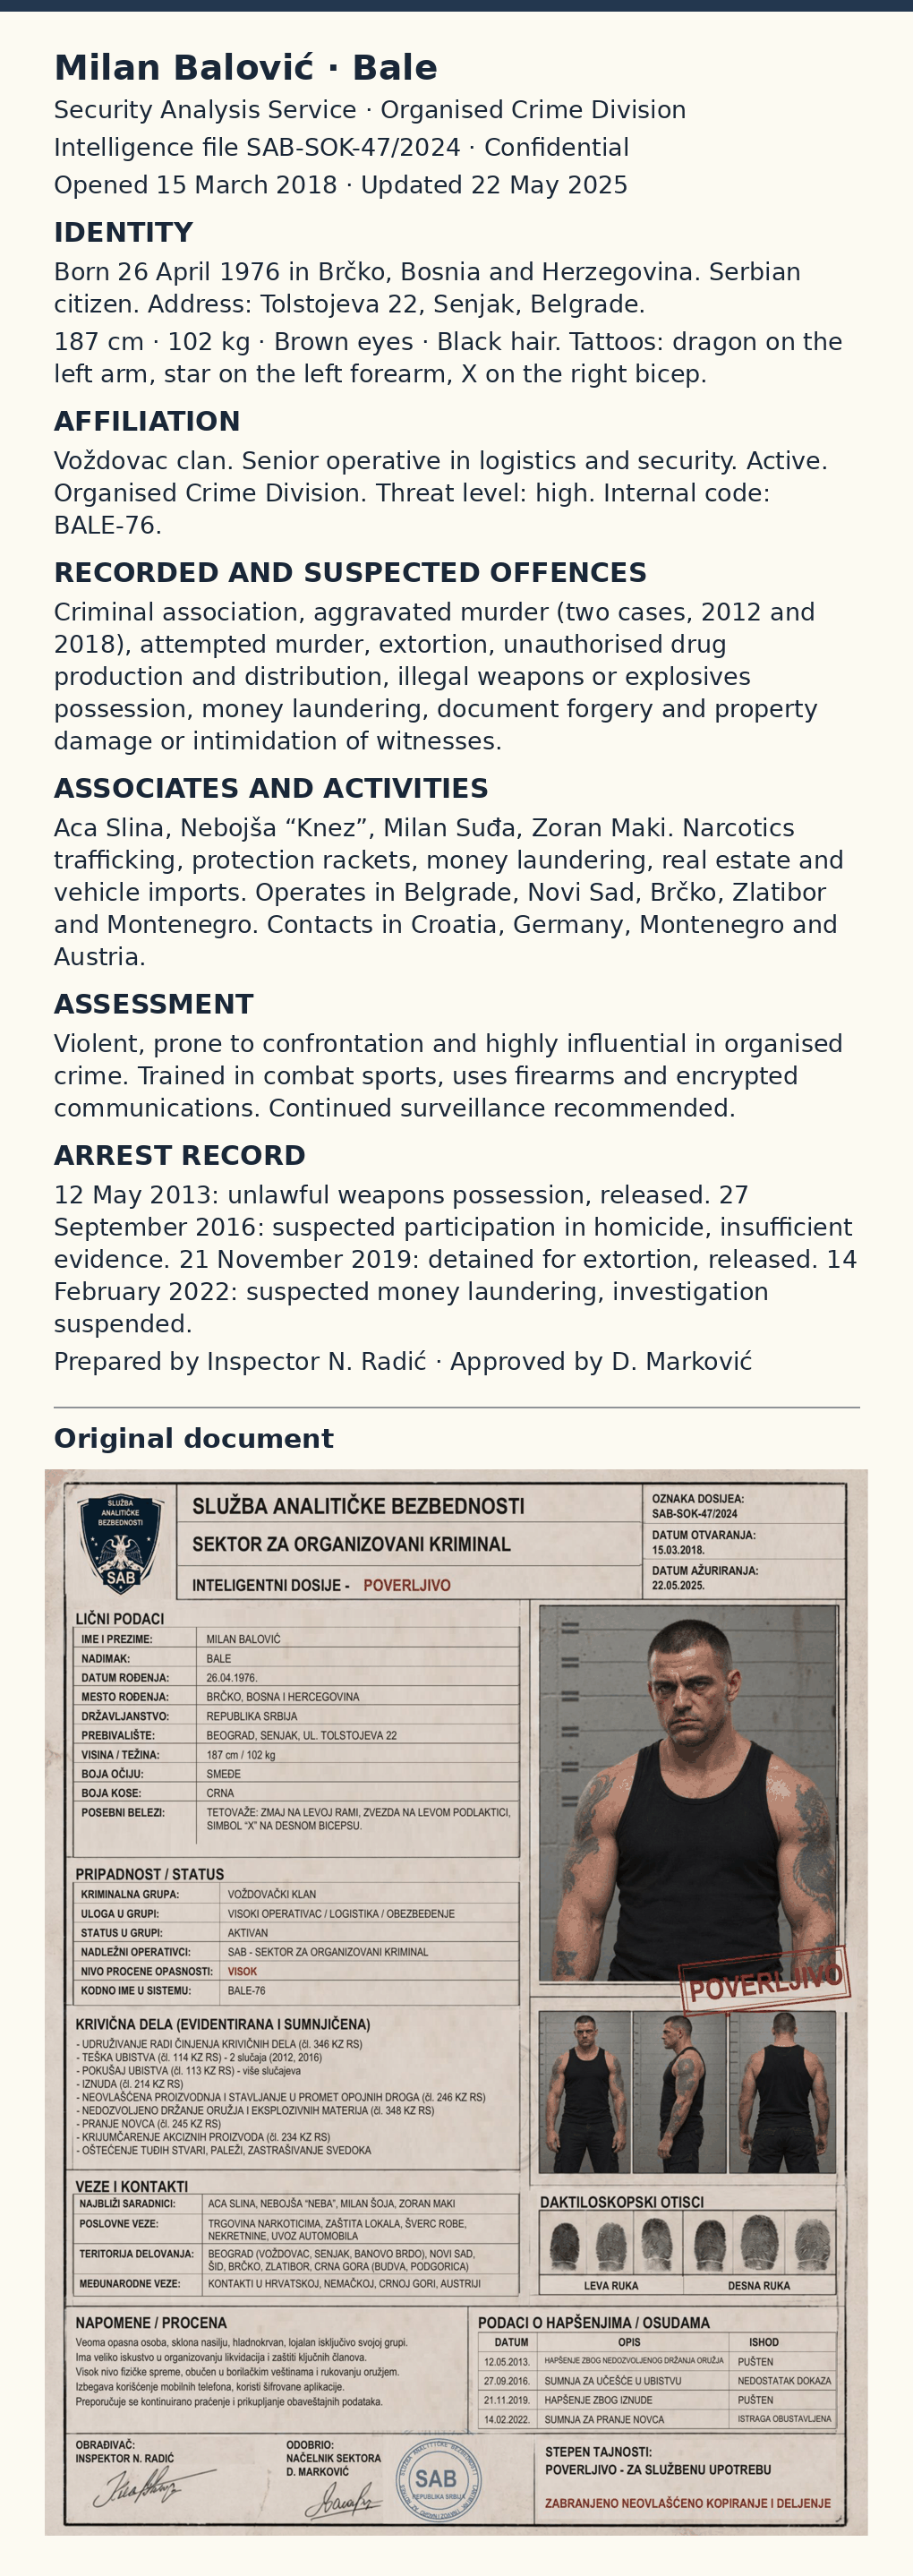 Milan Balović · Bale
Security Analysis Service · Organised Crime Division
Intelligence file SAB-SOK-47/2024 · Confidential
Opened 15 March 2018 · Updated 22 May 2025
IDENTITY
Born 26 April 1976 in Brčko, Bosnia and Herzegovina. Serbian
citizen. Address: Tolstojeva 22, Senjak, Belgrade.
187 cm · 102 kg · Brown eyes · Black hair. Tattoos: dragon on the
left arm, star on the left forearm, X on the right bicep.
AFFILIATION
Voždovac clan. Senior operative in logistics and security. Active.
Organised Crime Division. Threat level: high. Internal code:
BALE-76.
RECORDED AND SUSPECTED OFFENCES
Criminal association, aggravated murder (two cases, 2012 and
2018), attempted murder, extortion, unauthorised drug
production and distribution, illegal weapons or explosives
possession, money laundering, document forgery and property
damage or intimidation of witnesses.
ASSOCIATES AND ACTIVITIES
Aca Slina, Nebojša “Knez”, Milan Suđa, Zoran Maki. Narcotics
trafficking, protection rackets, money laundering, real estate and
vehicle imports. Operates in Belgrade, Novi Sad, Brčko, Zlatibor
and Montenegro. Contacts in Croatia, Germany, Montenegro and
Austria.
ASSESSMENT
Violent, prone to confrontation and highly influential in organised
crime. Trained in combat sports, uses firearms and encrypted
communications. Continued surveillance recommended.
ARREST RECORD
12 May 2013: unlawful weapons possession, released. 27
September 2016: suspected participation in homicide, insufficient
evidence. 21 November 2019: detained for extortion, released. 14
February 2022: suspected money laundering, investigation
suspended.
Prepared by Inspector N. Radić · Approved by D. Marković
Original document
SLUŽBA
ANALITIČKE
BEZBEDNOSTI
SAB
SLUŽBA ANALITIČKE BEZBEDNOSTI
SEKTOR ZA ORGANIZOVANI KRIMINAL
INTELIGENTNI DOSIJE - POVERLJIVO
OZNAKA DOSIJEA:
SAB-SOK-47/2024
DATUM OTVARANJA:
15.03.2018.
DATUM AŽURIRANJA:
22.05.2025.
LIČNI PODACI
IME I PREZIME: MILAN BALOVIĆ
NADIMAK: BALE
DATUM ROĐENJA: 26.04.1976.
MESTO ROĐENJA: BRČKO, BOSNA I HERCEGOVINA
DRŽAVLJANSTVO: REPUBLIKA SRBIJA
PREBIVALIŠTE: BEOGRAD, SENJAK, UL. TOLSTOJEVA 22
VISINA / TEŽINA: 187 cm / 102 kg
BOJA OČIJU: SMEĐE
BOJA KOSE: CRNA
POSEBNI BELEZI: TETOVAŽE: ZMAJ NA LEVOJ RAMI, ZVEZDA NA LEVOM PODLAKTICI,
SIMBOL “X” NA DESNOM BICEPSU.
PRIPADNOST / STATUS
KRIMINALNA GRUPA: VOŽDOVAČKI KLAN
ULOGA U GRUPI: VISOKI OPERATIVAC / LOGISTIKA / OBEZBEĐENJE
STATUS U GRUPI: AKTIVAN
NADLEŽNI OPERATIVCI: SAB - SEKTOR ZA ORGANIZOVANI KRIMINAL
NIVO PROCENE OPASNOSTI: VISOK
KODNO IME U SISTEMU: BALE-76
POVERLJIVO
KRIVIČNA DELA (EVIDENTIRANA I SUMNJIČENA)
- UDRUŽIVANJE RADI ČINJENJA KRIVIČNIH DELA (čl. 346 KZ RS)
- TEŠKA UBISTVA (čl. 114 KZ RS) - 2 slučaja (2012, 2016)
- POKUŠAJ UBISTVA (čl. 113 KZ RS) - više slučajeva
- IZNUDA (čl. 214 KZ RS)
- NEOVLAŠĆENA PROIZVODNJA I STAVLJANJE U PROMET OPOJNIH DROGA (čl. 246 KZ RS)
- NEDOZVOLJENO DRŽANJE ORUŽJA I EKSPLOZIVNIH MATERIJA (čl. 348 KZ RS)
- PRANJE NOVCA (čl. 245 KZ RS)
- KRIJUMČARENJE AKCIZNIH PROIZVODA (čl. 234 KZ RS)
- OŠTEĆENJE TUĐIH STVARI, PALEŽI, ZASTRAŠIVANJE SVEDOKA
VEZE I KONTAKTI
NAJBLIŽI SARADNICI: ACA SLINA, NEBOJŠA “NEBA”, MILAN ŠOJA, ZORAN MAKI
POSLOVNE VEZE: TRGOVINA NARKOTICIMA, ZAŠTITA LOKALA, ŠVERC ROBE,
NEKRETNINE, UVOZ AUTOMOBILA
TERITORIJA DELOVANJA: BEOGRAD (VOŽDOVAC, SENJAK, BANOVO BRDO), NOVI SAD,
ŠID, BRČKO, ZLATIBOR, CRNA GORA (BUDVA, PODGORICA)
MEĐUNARODNE VEZE: KONTAKTI U HRVATSKOJ, NEMAČKOJ, CRNOJ GORI, AUSTRIJI
DAKTILOSKOPSKI OTISCI
LEVA RUKA DESNA RUKA
NAPOMENE / PROCENA
Veoma opasna osoba, sklona nasilju, hladnokrvan, lojalan isključivo svojoj grupi.
Ima veliko iskustvo u organizovanju likvidacija i zaštiti ključnih članova.
Visok nivo fizičke spreme, obučen u borilačkim veštinama i rukovanju oružjem.
Izbegava korišćenje mobilnih telefona, koristi šifrovane aplikacije.
Preporučuje se kontinuirano praćenje i prikupljanje obaveštajnih podataka.
PODACI O HAPŠENJIMA / OSUDAMA
DATUM OPIS ISHOD
12.05.2013. HAPŠENJE ZBOG NEDOZVOLJENOG DRŽANJA ORUŽJA PUŠTEN
27.09.2016. SUMNJA ZA UČEŠĆE U UBISTVU NEDOSTATAK DOKAZA
21.11.2019. HAPŠENJE ZBOG IZNUDE PUŠTEN
14.02.2022. SUMNJA ZA PRANJE NOVCA ISTRAGA OBUSTAVLJENA
OBRAĐIVAČ:
INSPEKTOR N. RADIĆ
ODOBRIO:
NAČELNIK SEKTORA
D. MARKOVIĆ
SAB
REPUBLIKA SRBIJA
STEPEN TAJNOSTI:
POVERLJIVO - ZA SLUŽBENU UPOTREBU
ZABRANJENO NEOVLAŠĆENO KOPIRANJE I DELJENJE